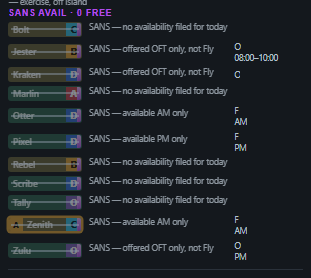 — exercise, off island
SANS AVAIL · 0 FREE
Bolt C SANS — no availability filed for today
Jester B SANS — offered OFT only, not Fly O
08:00–10:00
Kraken D SANS — offered OFT only, not Fly O
Marlin A SANS — no availability filed for today
Otter D SANS — available AM only F
AM
Pixel D SANS — available PM only F
PM
Rebel B SANS — no availability filed for today
Scribe D SANS — no availability filed for today
Tally SANS — no availability filed for today
A Zenith C SANS — available AM only F
AM
Zulu SANS — offered OFT only, not Fly O
PM